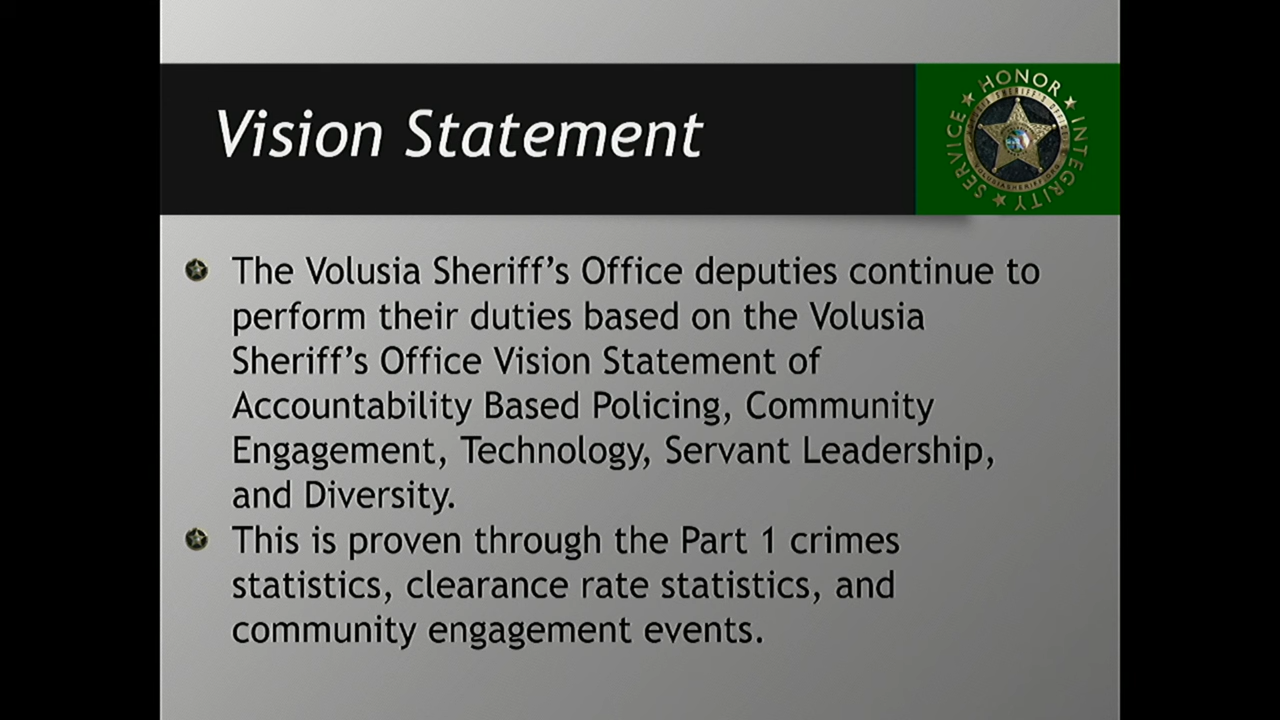 Vision Statement
HONOR
INTEGRITY
SERVICE
VOLUSIASHERIFF.ORG
The Volusia Sheriff’s Office deputies continue to
perform their duties based on the Volusia
Sheriff’s Office Vision Statement of
Accountability Based Policing, Community
Engagement, Technology, Servant Leadership,
and Diversity.
This is proven through the Part 1 crimes
statistics, clearance rate statistics, and
community engagement events.